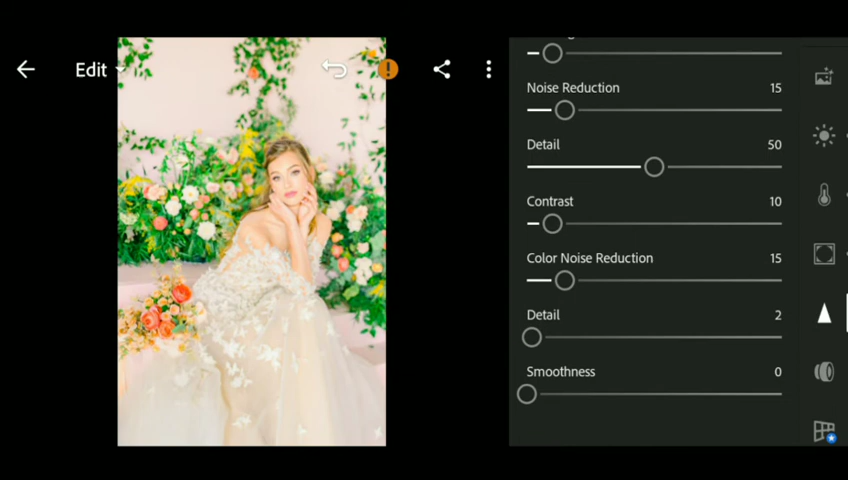 Edit
Noise Reduction 15
Detail 50
Contrast 10
Color Noise Reduction 15
Detail 2
Smoothness 0